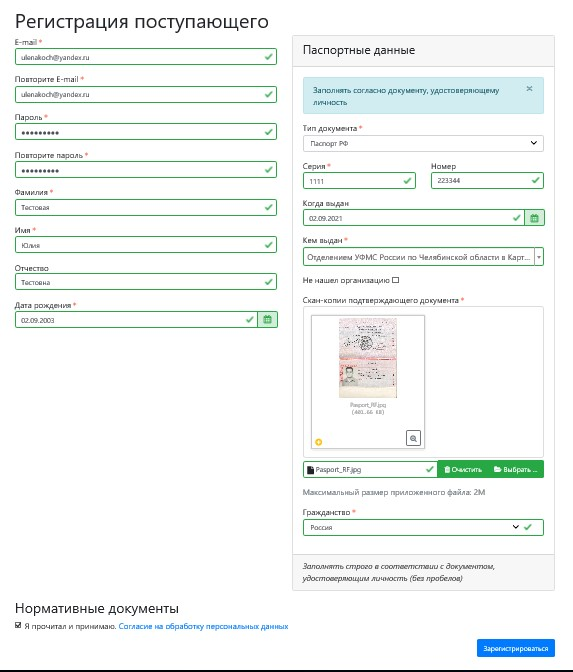 Регистрация поступающего
E-mail *
ulenakoch@yandex.ru
Повторите E-mail *
ulenakoch@yandex.ru
Пароль *
•••••••••
Повторите пароль *
•••••••••
Фамилия *
Тестовая
Имя *
Юлия
Отчество
Тестовна
Дата рождения *
02.09.2003
Паспортные данные
Заполнять согласно документу, удостоверяющему
личность
×
Тип документа *
Паспорт РФ
Серия * Номер
1111 223344
Когда выдан
02.09.2021
Кем выдан *
Отделением УФМС России по Челябинской области в Карт...
Не нашел организацию
Скан-копии подтверждающего документа *
Pasport_RF.jpg
(401.66 KB)
Pasport_RF.jpg Очистить Выбрать ...
Максимальный размер приложенного файла: 2M
Гражданство *
Россия
Заполнять строго в соответствии с документом,
удостоверяющим личность (без пробелов)
Нормативные документы
Я прочитал и принимаю. Согласие на обработку персональных данных
Зарегистрироваться